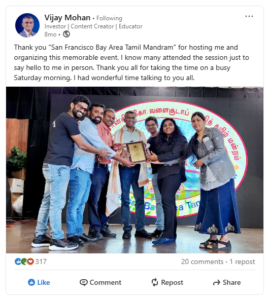 Vijay Mohan • Following
Investor | Content Creator | Educator
8mo •
Thank you "San Francisco Bay Area Tamil Mandram" for hosting me and
organizing this memorable event. I know many attended the session just to
say hello to me in person. Thank you all for taking the time on a busy
Saturday morning. I had wonderful time talking to you all.
Bay Area Ta
317
20 comments • 1 repost
Like
Comment
Repost
Share